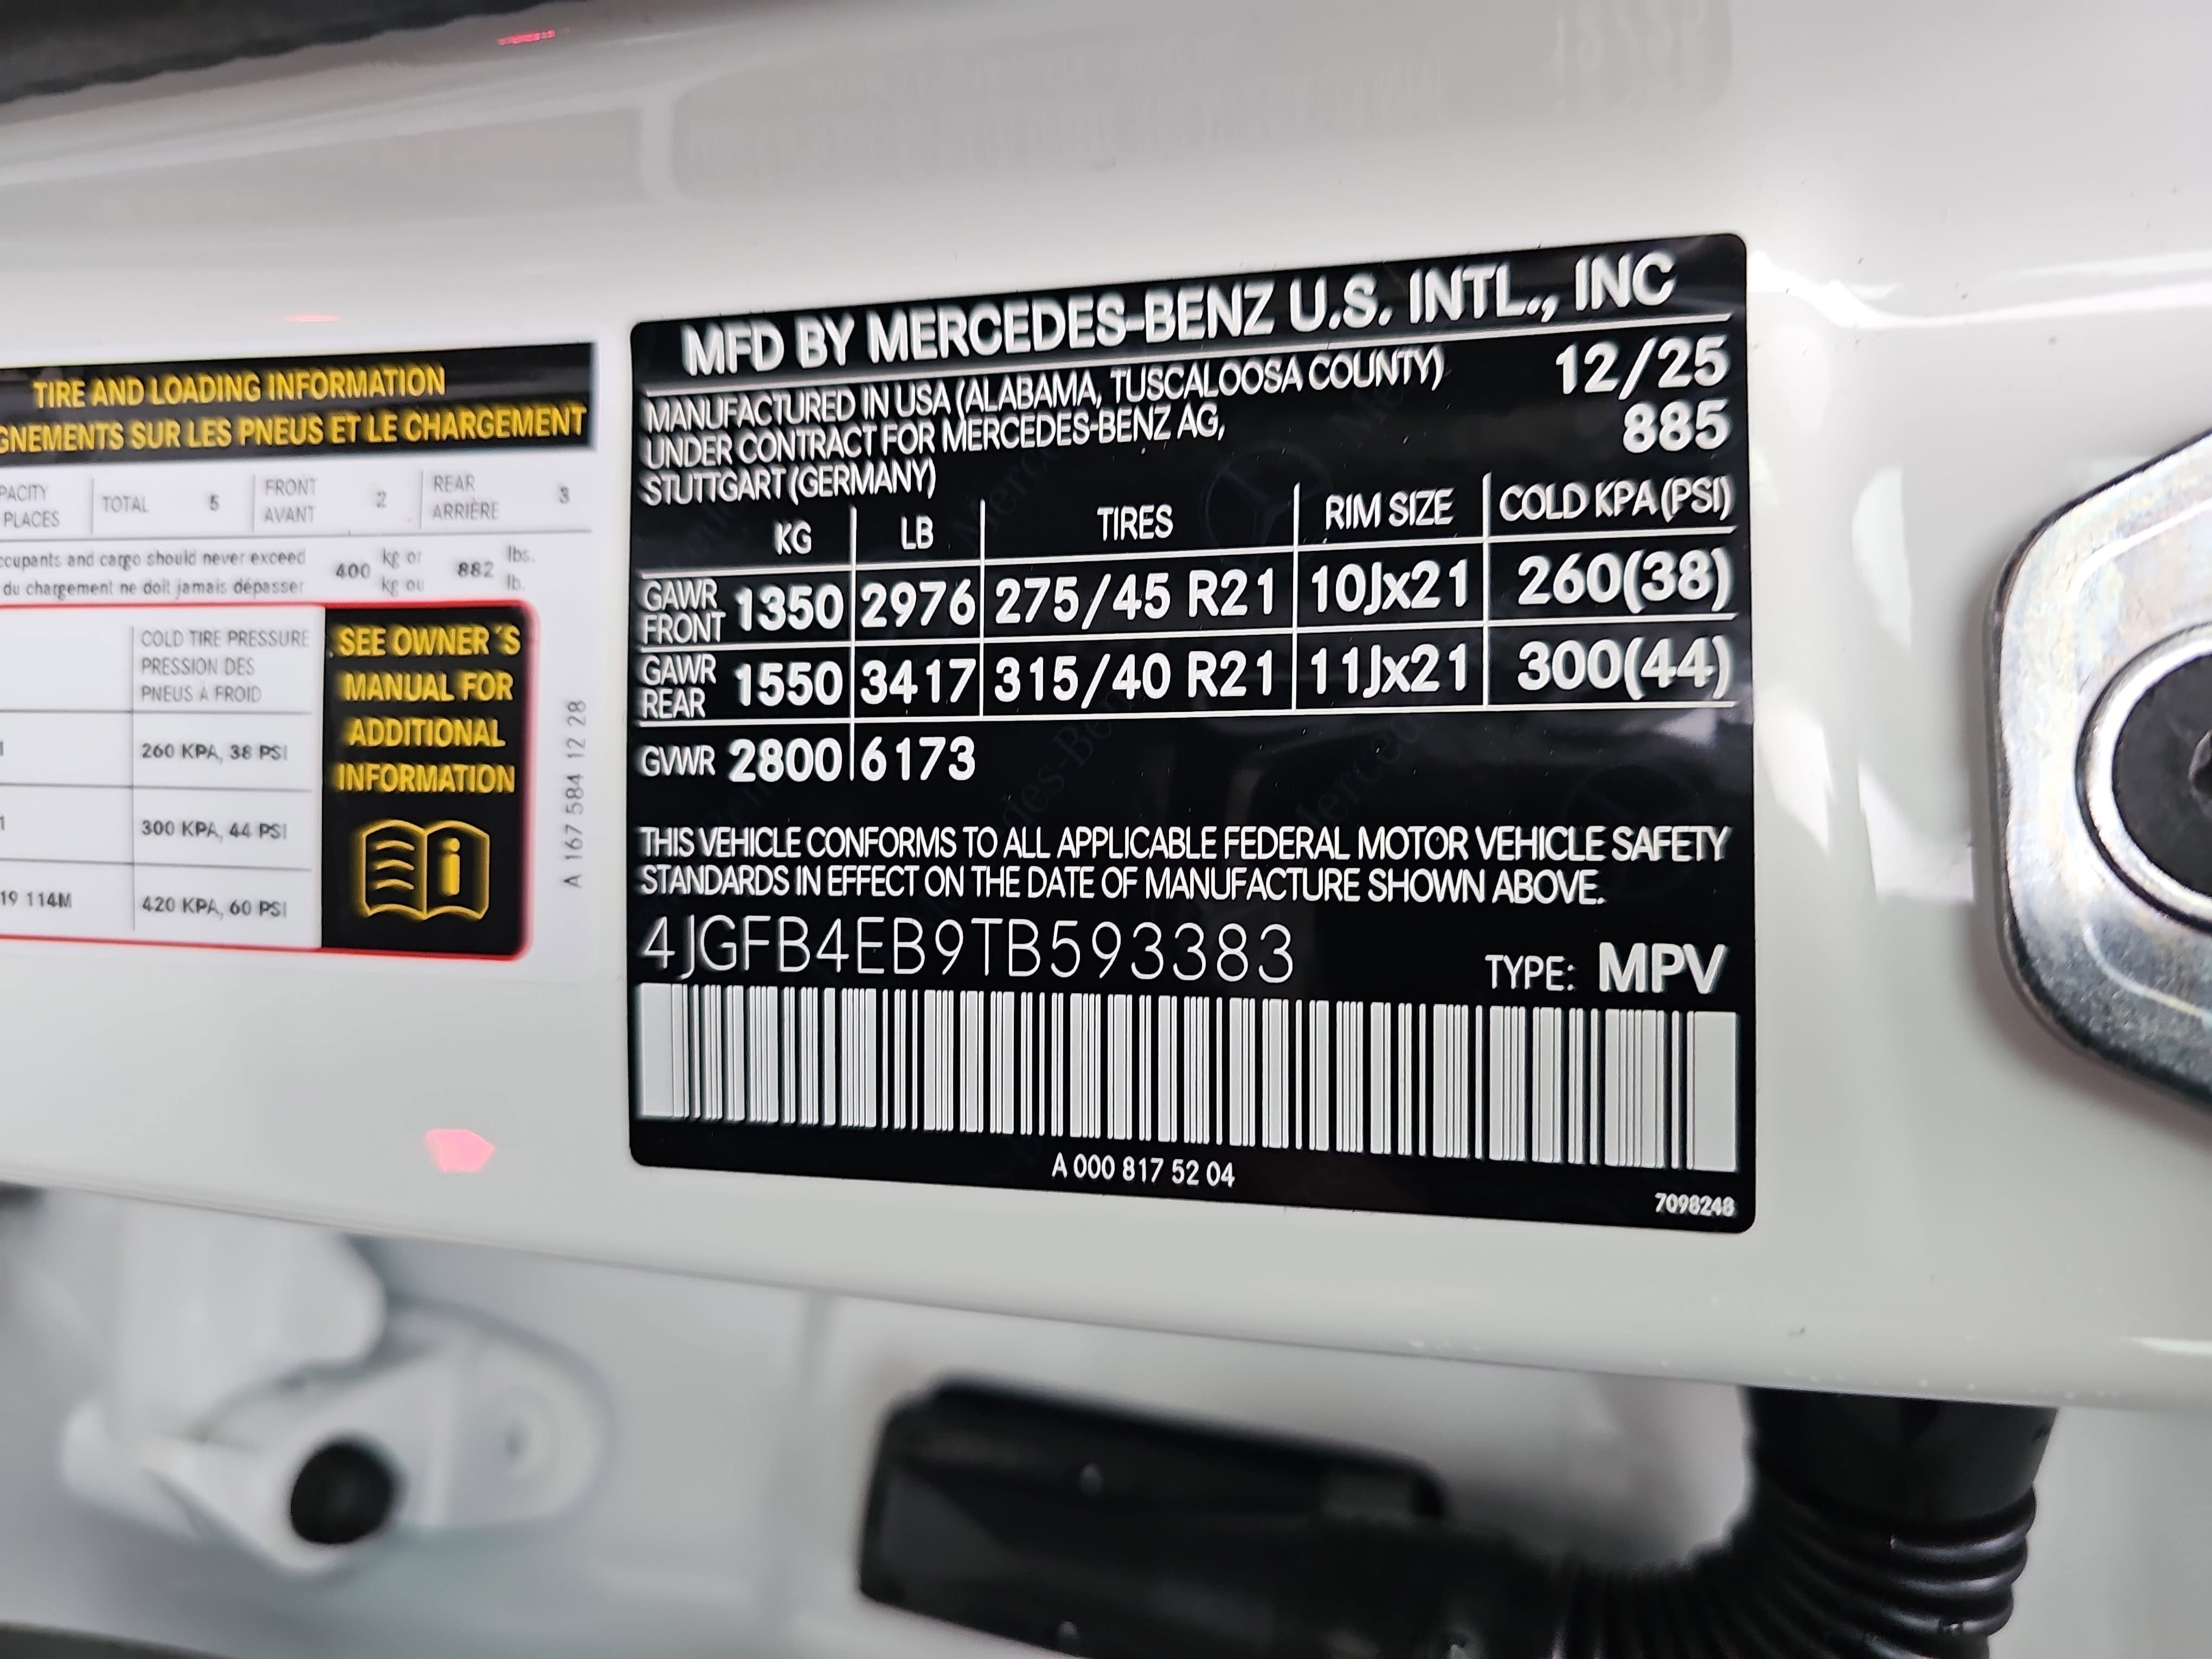 TIRE AND LOADING INFORMATION
GNEMENTS SUR LES PNEUS ET LE CHARGEMENT
PACITY
PLACES
TOTAL 5
FRONT
AVANT
2
REAR
ARRIÈRE
3
ccupants and cargo should never exceed
du chargement ne doit jamais dépasser
400
kg or
kg ou
882
lbs.
lb.
COLD TIRE PRESSURE
PRESSION DES
PNEUS À FROID
1
260 KPA, 38 PSI
1
300 KPA, 44 PSI
19 114M
420 KPA, 60 PSI
SEE OWNER´S
MANUAL FOR
ADDITIONAL
INFORMATION
A 167 584 12 28
MFD BY MERCEDES-BENZ U.S. INTL., INC
MANUFACTURED IN USA (ALABAMA, TUSCALOOSA COUNTY)
UNDER CONTRACT FOR MERCEDES-BENZ AG,
STUTTGART (GERMANY)
12/25
885
KG LB TIRES RIM SIZE COLD KPA (PSI)
GAWR
FRONT
1350 2976 275/45 R21 10Jx21 260(38)
GAWR
REAR
1550 3417 315/40 R21 11Jx21 300(44)
GVWR 2800 6173
THIS VEHICLE CONFORMS TO ALL APPLICABLE FEDERAL MOTOR VEHICLE SAFETY
STANDARDS IN EFFECT ON THE DATE OF MANUFACTURE SHOWN ABOVE.
4JGFB4EB9TB593383
TYPE: MPV
A 000 817 52 04
7098248